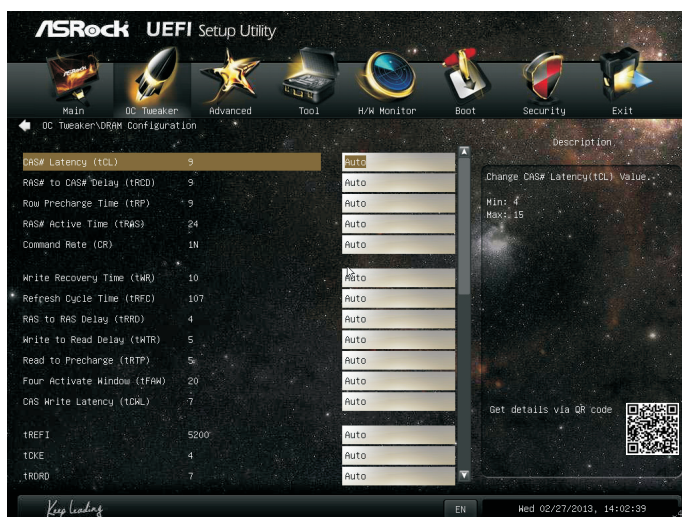 ASRock UEFI Setup Utility
Main OC Tweaker Advanced Tool H/W Monitor Boot Security Exit
OC Tweaker\DRAM Configuration
Description
CAS# Latency (tCL) 9 Auto
RAS# to CAS# Delay (tRCD) 9 Auto
Row Precharge Time (tRP) 9 Auto
RAS# Active Time (tRAS) 24 Auto
Command Rate (CR) 1N Auto
Write Recovery Time (tWR) 10 Auto
Refresh Cycle Time (tRFC) 107 Auto
RAS to RAS Delay (tRRD) 4 Auto
Write to Read Delay (tWTR) 5 Auto
Read to Precharge (tRTP) 5 Auto
Four Activate Window (tFAW) 20 Auto
CAS Write Latency (tCWL) 7 Auto
tREFI 5200 Auto
tCKE 4 Auto
tRDRD 7 Auto
Change CAS# Latency(tCL) Value.
Min: 4
Max: 15
Get details via QR code
Keep Leading
EN
Wed 02/27/2013, 14:02:39